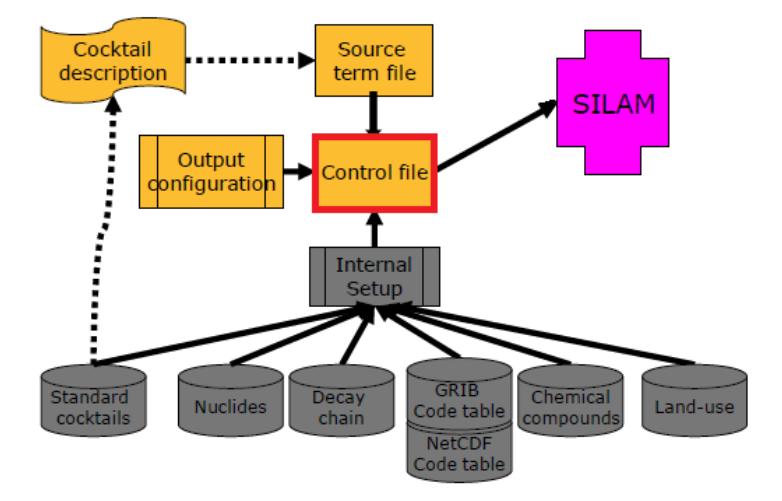 Cocktail
description
Source
term file
SILAM
Output
configuration
Control file
Internal
Setup
Standard
cocktails
Nuclides
Decay
chain
GRIB
Code table
NetCDF
Code table
Chemical
compounds
Land-use